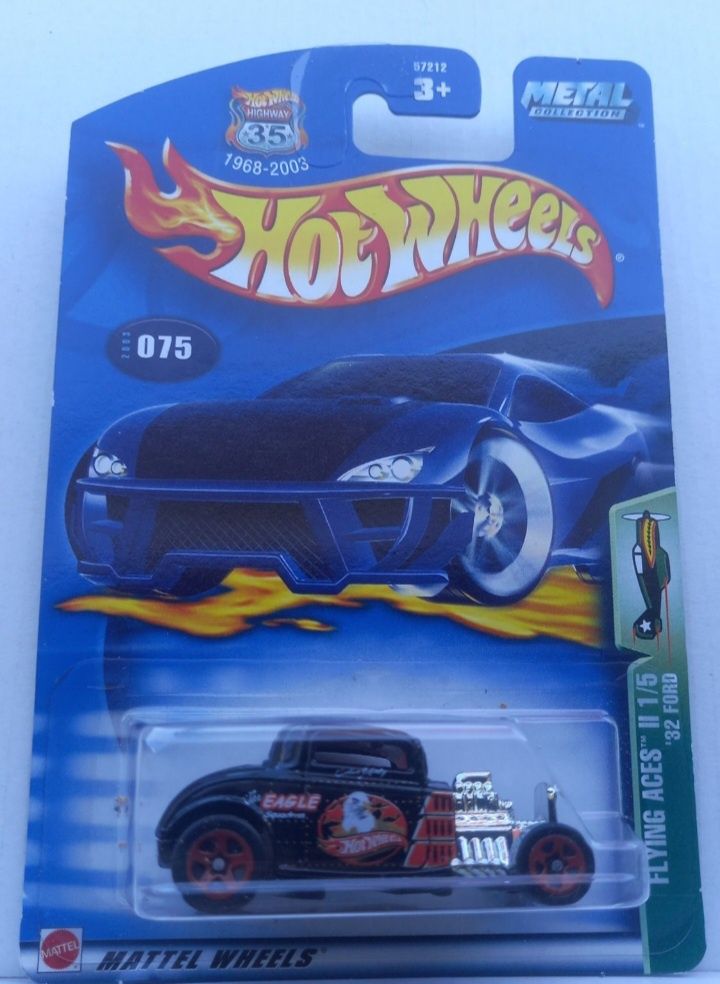 57212
3+
METAL
COLLECTION
Hot Wheels
HIGHWAY
35
1968-2003
Hot Wheels®
2003
075
FLYING ACES™ II 1/5
'32 FORD
EAGLE
Hot Wheels
MATTEL
MATTEL WHEELS